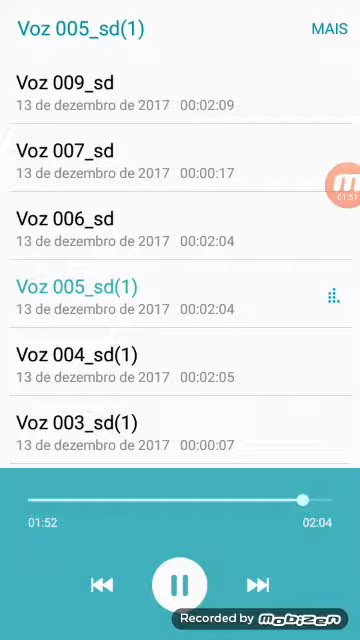 Voz 005_sd(1) MAIS
Voz 009_sd
13 de dezembro de 2017 00:02:09
Voz 007_sd
13 de dezembro de 2017 00:00:17
01:51
Voz 006_sd
13 de dezembro de 2017 00:02:04
Voz 005_sd(1)
13 de dezembro de 2017 00:02:04
Voz 004_sd(1)
13 de dezembro de 2017 00:02:05
Voz 003_sd(1)
13 de dezembro de 2017 00:00:07
01:52 02:04
Recorded by mobizen